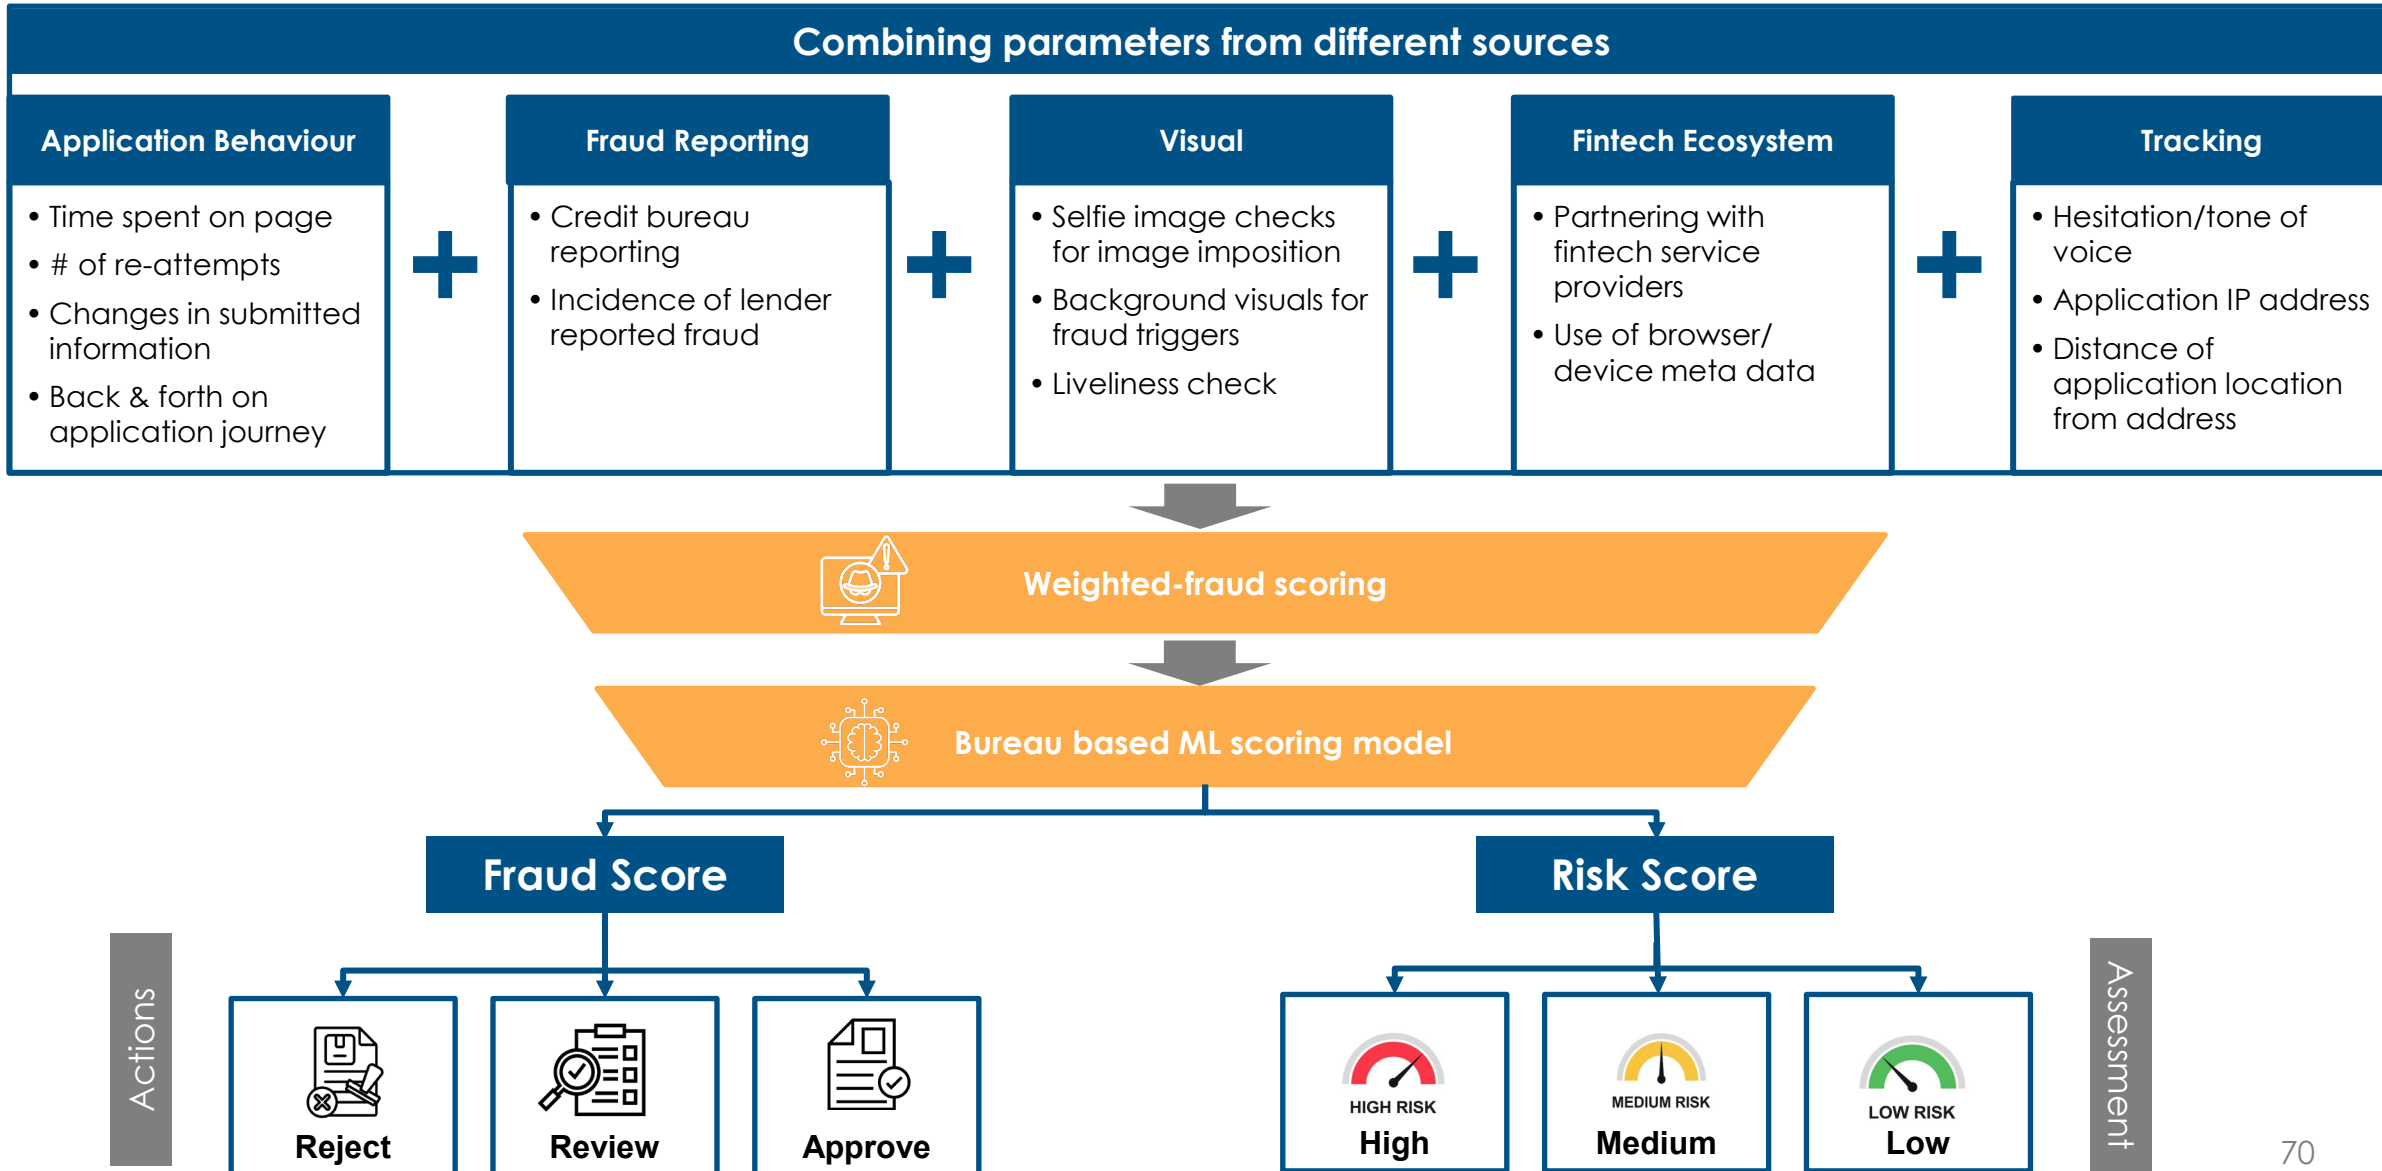 Combining parameters from different sources
Application Behaviour
• Time spent on page
• # of re-attempts
• Changes in submitted
information
• Back & forth on
application journey
Fraud Reporting
• Credit bureau
reporting
• Incidence of lender
reported fraud
Visual
• Selfie image checks
for image imposition
• Background visuals for
fraud triggers
• Liveliness check
Fintech Ecosystem
• Partnering with
fintech service
providers
• Use of browser/
device meta data
Tracking
• Hesitation/tone of
voice
• Application IP address
• Distance of
application location
from address
Weighted-fraud scoring
Bureau based ML scoring model
Fraud Score
Risk Score
Actions
Reject
Review
Approve
HIGH RISK
High
MEDIUM RISK
Medium
LOW RISK
Low
Assessment
70